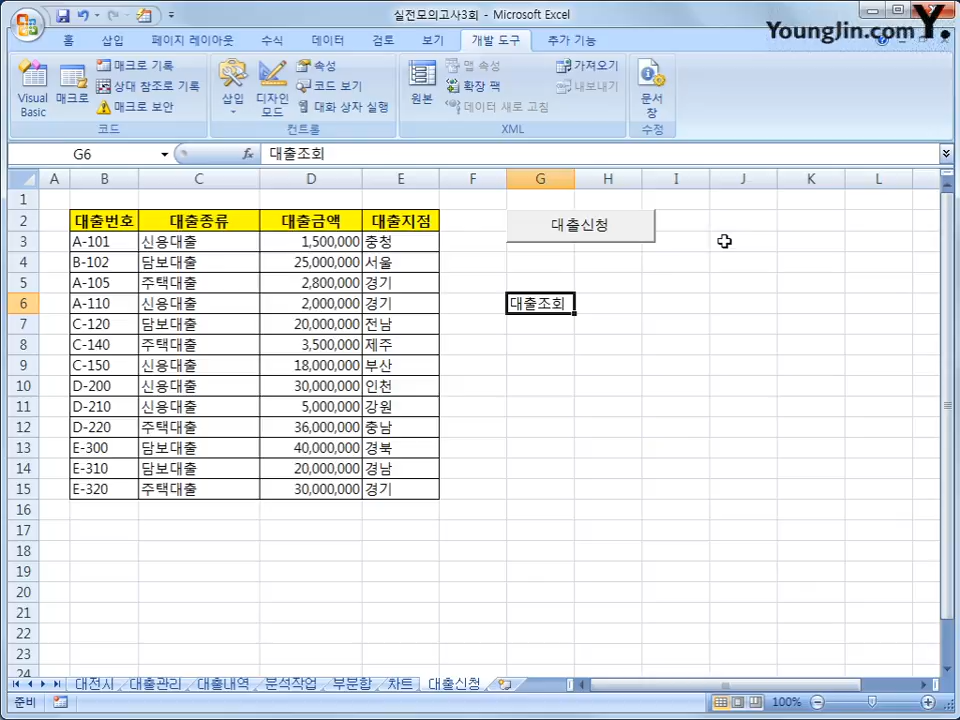 실전모의고사3회 - Microsoft Excel
YoungJin.com Y.
홈 삽입 페이지 레이아웃 수식 데이터 검토 보기 개발 도구 추가 기능
Visual Basic
매크로
매크로 기록
상대 참조로 기록
매크로 보안
코드
삽입
디자인 모드
속성
코드 보기
대화 상자 실행
컨트롤
원본
맵 속성
확장 팩
데이터 새로 고침
가져오기
내보내기
XML
문서 창
수정
G6 fx 대출조회
A B C D E F G H I J K L
1
2 대출번호 대출종류 대출금액 대출지점 대출신청
3 A-101 신용대출 1,500,000 충청
4 B-102 담보대출 25,000,000 서울
5 A-105 주택대출 2,800,000 경기
6 A-110 신용대출 2,000,000 경기 대출조회
7 C-120 담보대출 20,000,000 전남
8 C-140 주택대출 3,500,000 제주
9 C-150 신용대출 18,000,000 부산
10 D-200 신용대출 30,000,000 인천
11 D-210 신용대출 5,000,000 강원
12 D-220 주택대출 36,000,000 충남
13 E-300 담보대출 40,000,000 경북
14 E-310 담보대출 20,000,000 경남
15 E-320 주택대출 30,000,000 경기
16
17
18
19
20
21
22
23
24
대전시 대출관리 대출내역 분석작업 부분합 차트 대출신청
준비 100%